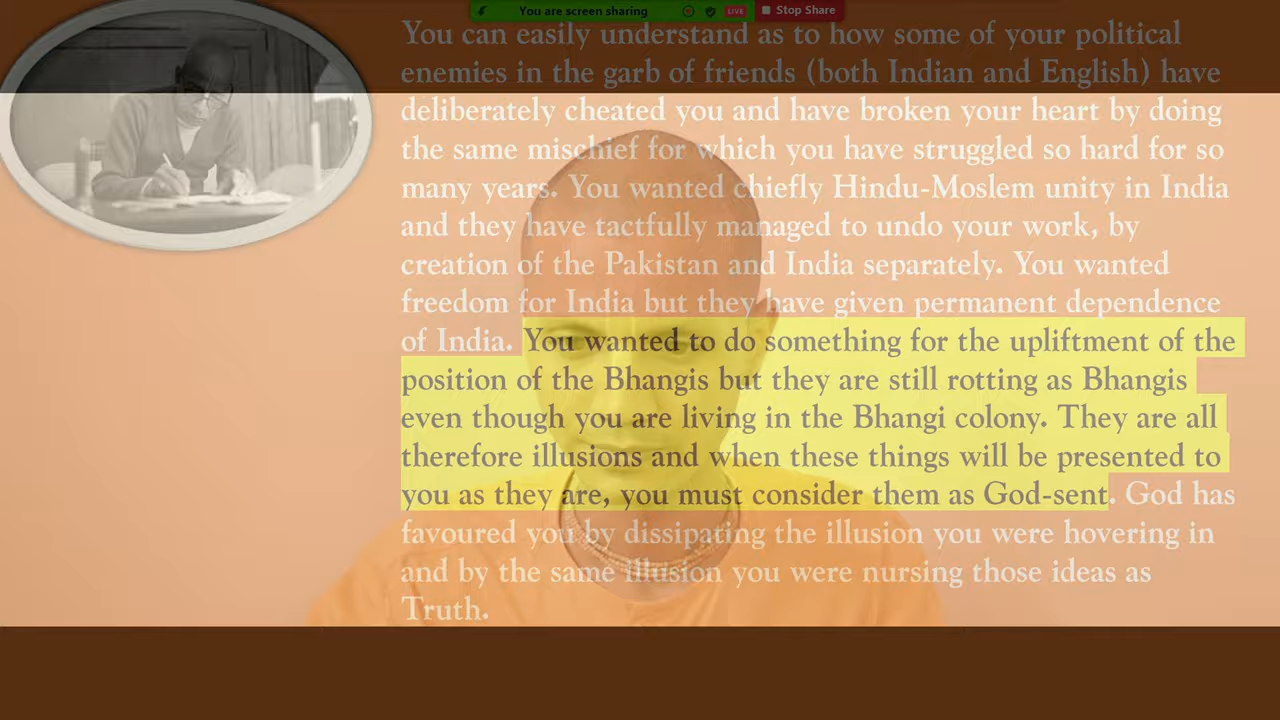 You are screen sharing
LIVE
Stop Share
You can easily understand as to how some of your political
enemies in the garb of friends (both Indian and English) have
deliberately cheated you and have broken your heart by doing
the same mischief for which you have struggled so hard for so
many years. You wanted chiefly Hindu-Moslem unity in India
and they have tactfully managed to undo your work, by
creation of the Pakistan and India separately. You wanted
freedom for India but they have given permanent dependence
of India. You wanted to do something for the upliftment of the
position of the Bhangis but they are still rotting as Bhangis
even though you are living in the Bhangi colony. They are all
therefore illusions and when these things will be presented to
you as they are, you must consider them as God-sent. God has
favoured you by dissipating the illusion you were hovering in
and by the same illusion you were nursing those ideas as
Truth.